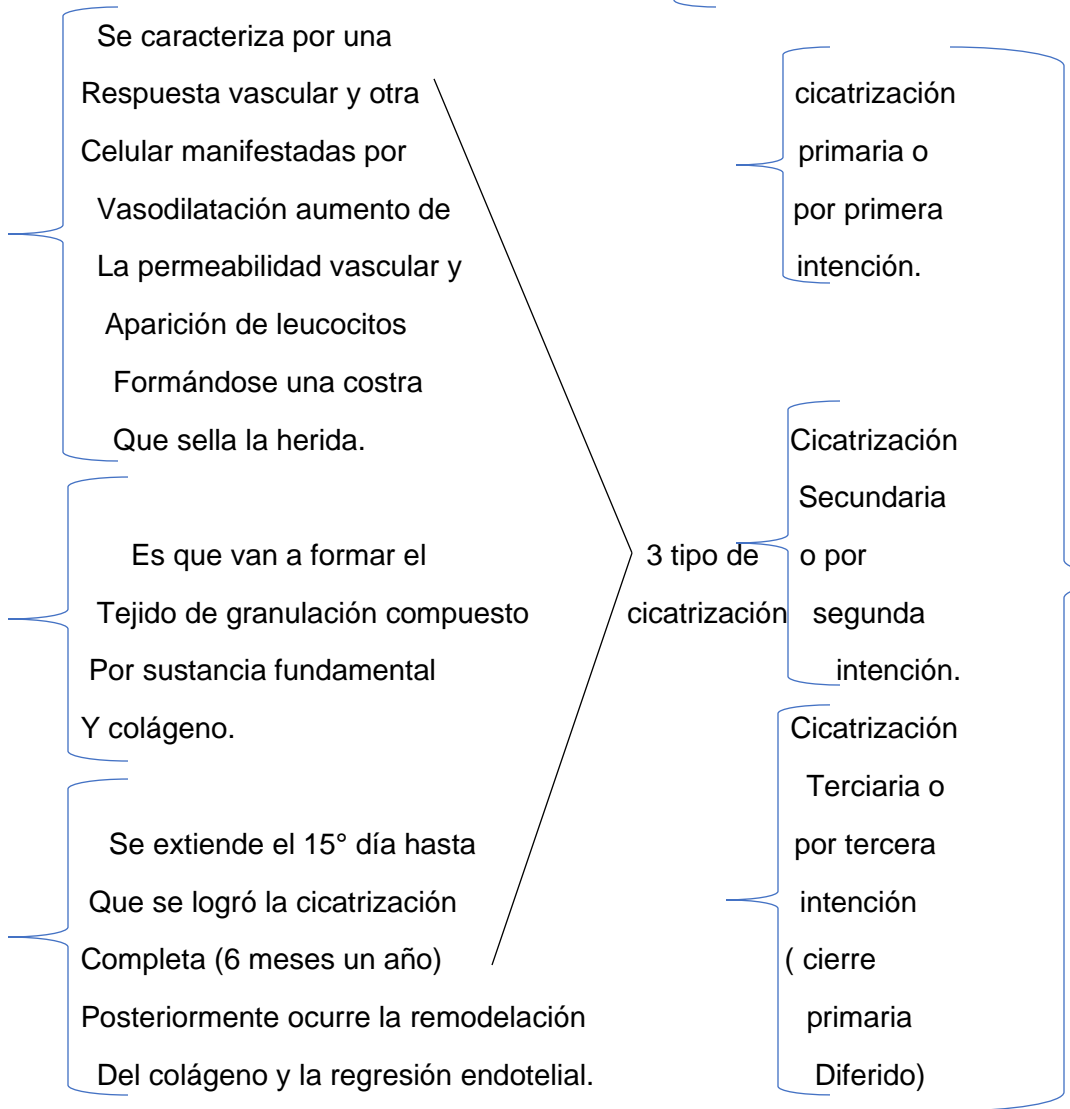 Se caracteriza por una
Respuesta vascular y otra
Celular manifestadas por
Vasodilatación aumento de
La permeabilidad vascular y
Aparición de leucocitos
Formándose una costra
Que sella la herida.
Es que van a formar el
Tejido de granulación compuesto
Por sustancia fundamental
Y colágeno.
Se extiende el 15° día hasta
Que se logró la cicatrización
Completa (6 meses un año)
Posteriormente ocurre la remodelación
Del colágeno y la regresión endotelial.
3 tipo de
cicatrización
cicatrización
primaria o
por primera
intención.
Cicatrización
Secundaria
o por
segunda
intención.
Cicatrización
Terciaria o
por tercera
intención
( cierre
primaria
Diferido)